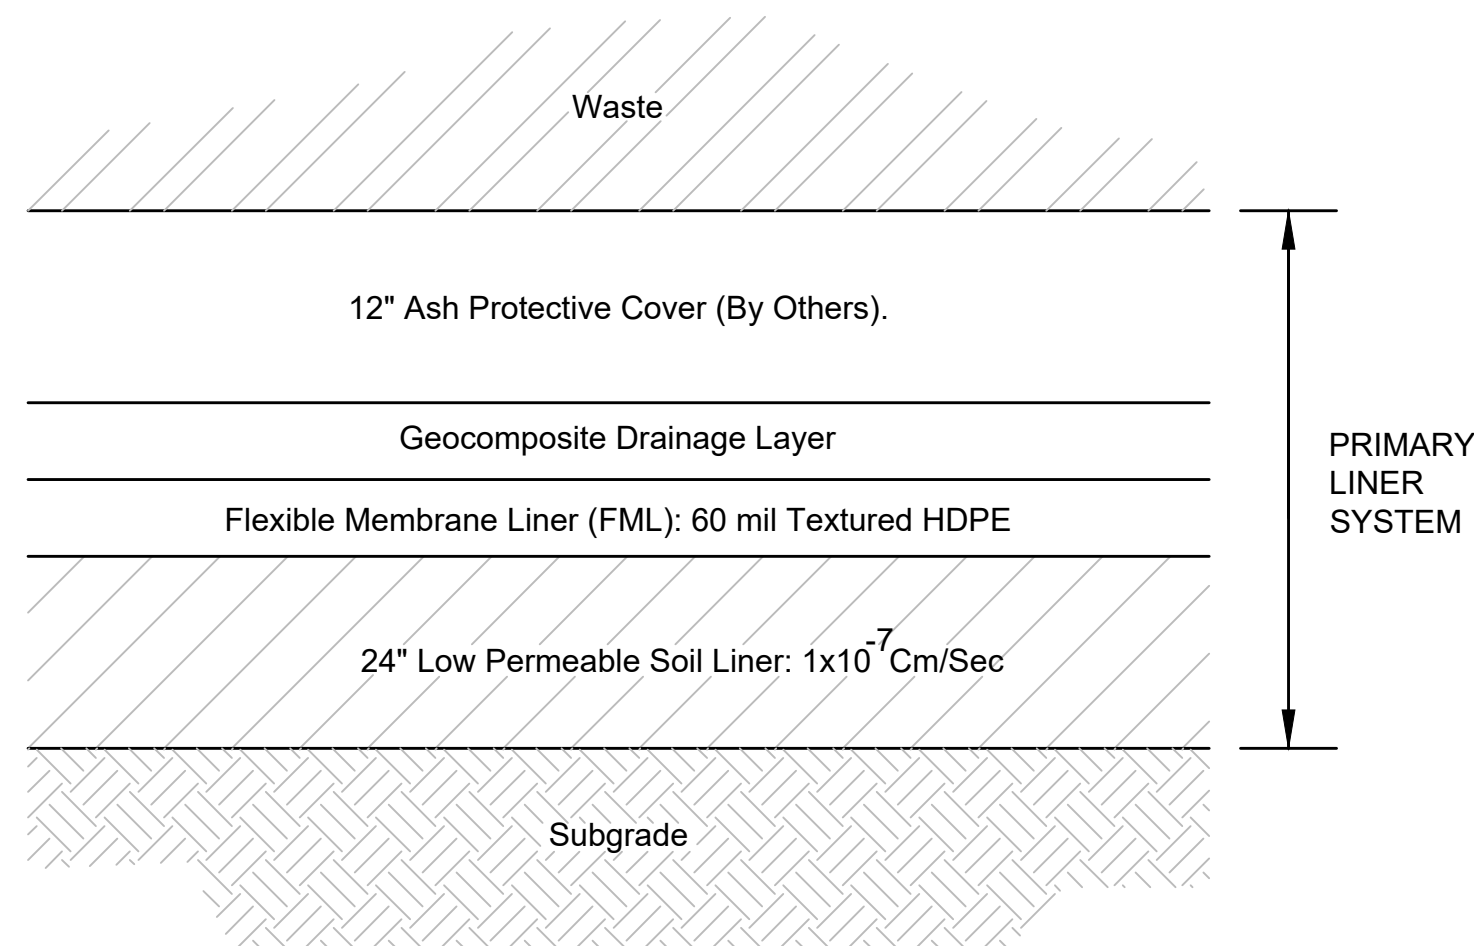 Waste
12" Ash Protective Cover (By Others).
Geocomposite Drainage Layer
PRIMARY
LINER
SYSTEM
Flexible Membrane Liner (FML): 60 mil Textured HDPE
24" Low Permeable Soil Liner: 1x10⁻⁷Cm/Sec
Subgrade